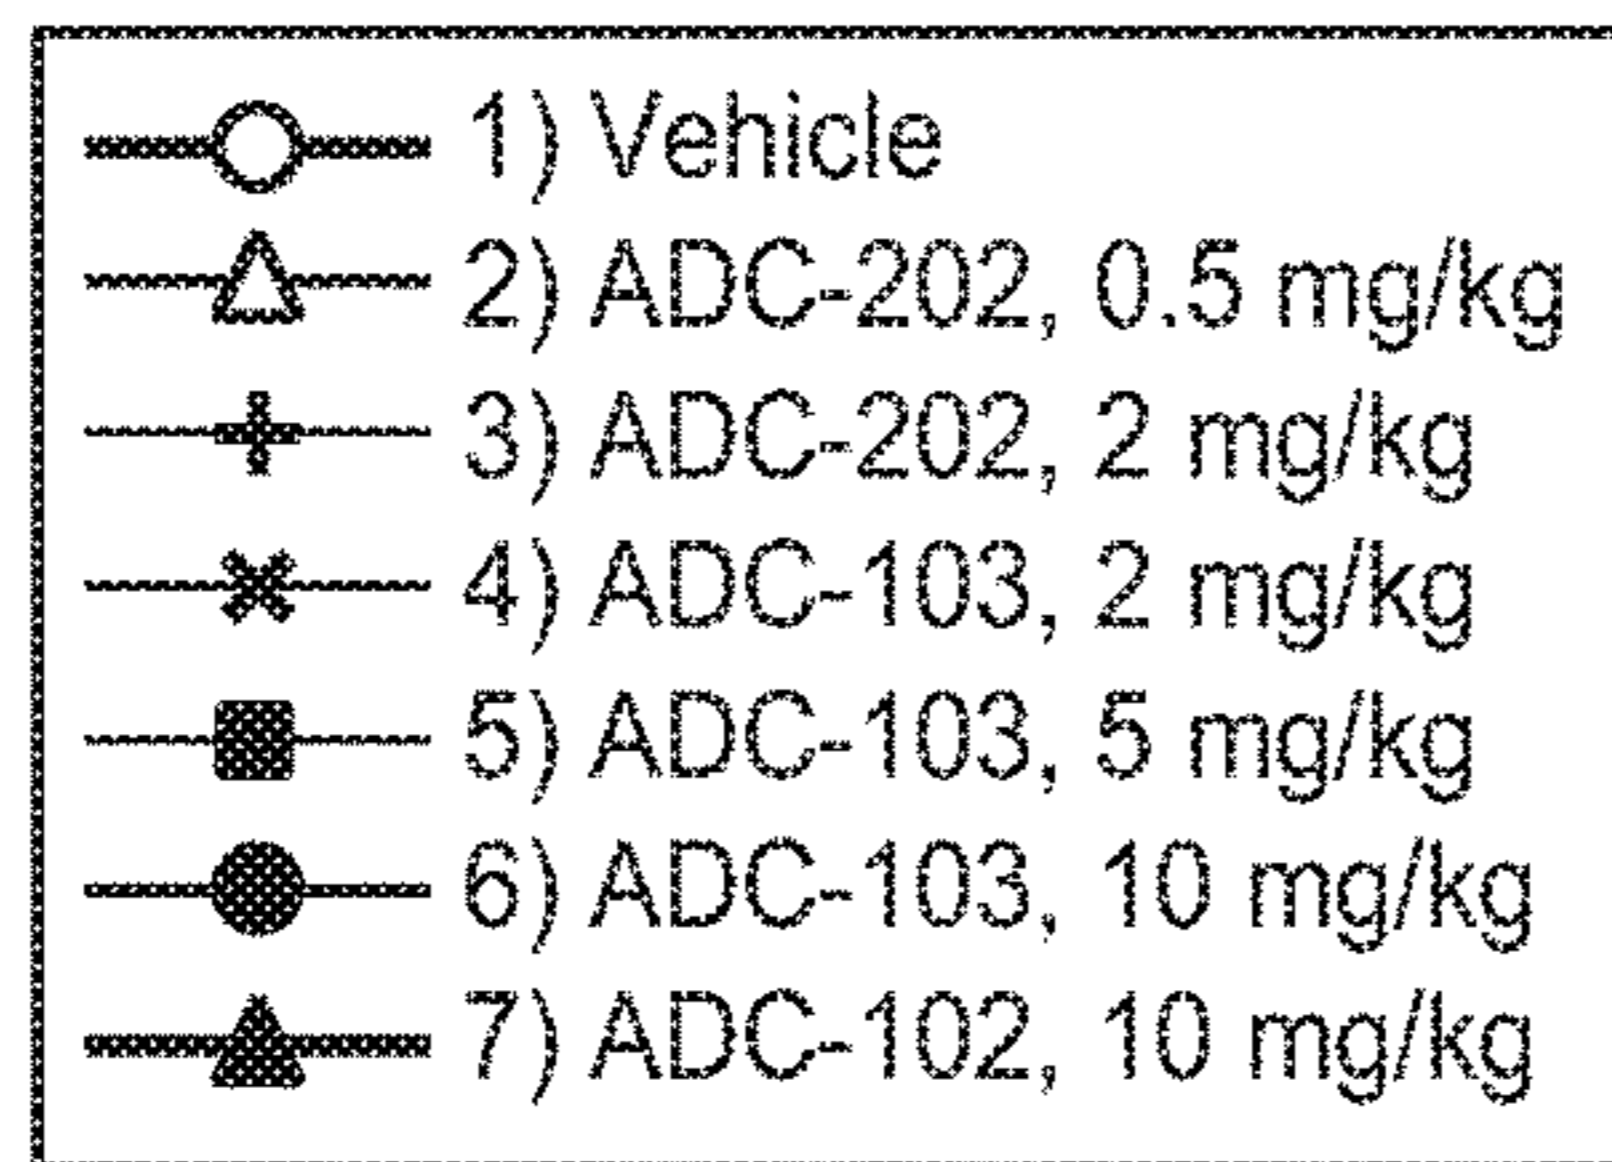 1) Vehicle
2) ADC-202, 0.5 mg/kg
3) ADC-202, 2 mg/kg
4) ADC-103, 2 mg/kg
5) ADC-103, 5 mg/kg
6) ADC-103, 10 mg/kg
7) ADC-102, 10 mg/kg